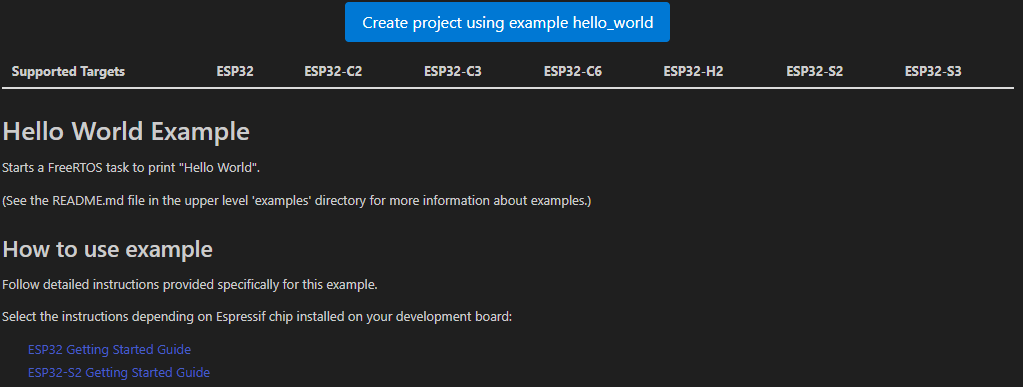 Create project using example hello_world
Supported Targets ESP32 ESP32-C2 ESP32-C3 ESP32-C6 ESP32-H2 ESP32-S2 ESP32-S3
Hello World Example
Starts a FreeRTOS task to print "Hello World".
(See the README.md file in the upper level 'examples' directory for more information about examples.)
How to use example
Follow detailed instructions provided specifically for this example.
Select the instructions depending on Espressif chip installed on your development board:
ESP32 Getting Started Guide
ESP32-S2 Getting Started Guide